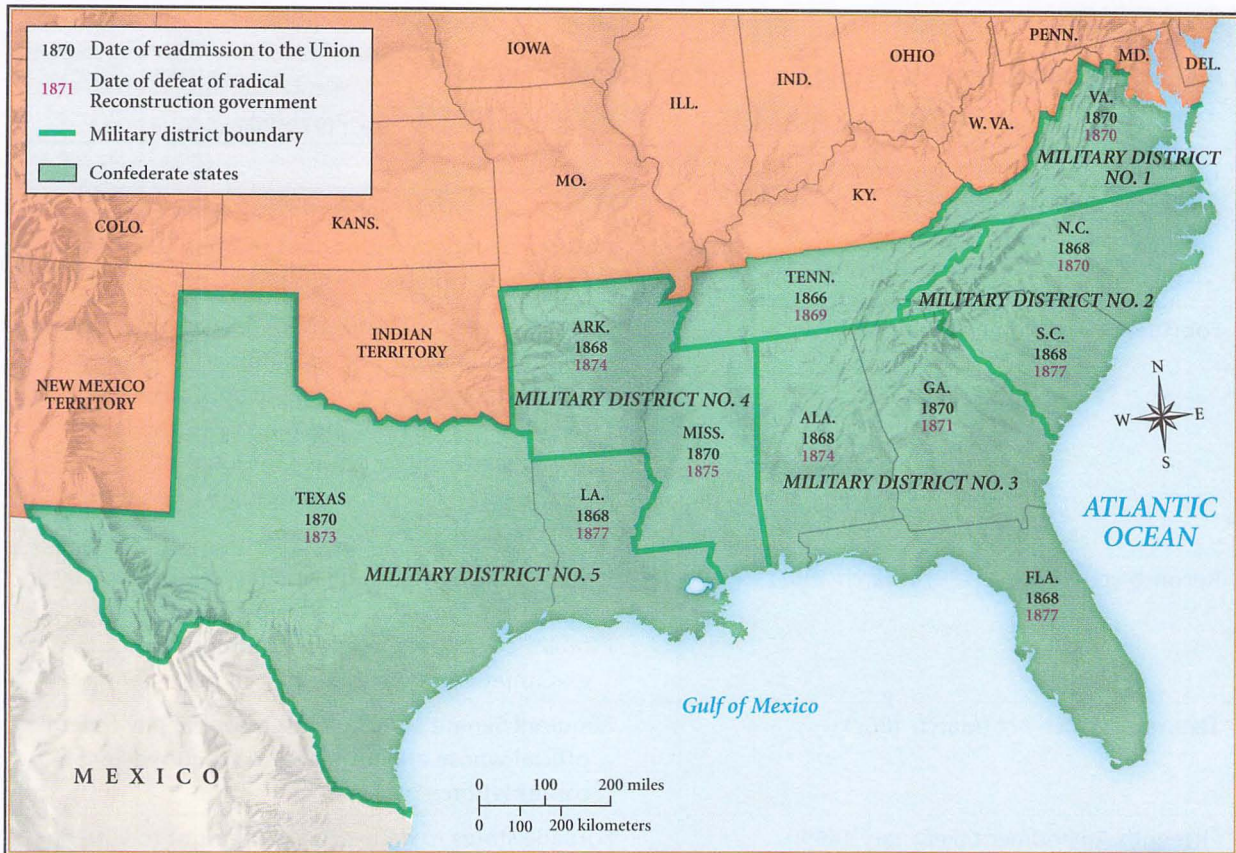 1870 Date of readmission to the Union
1871 Date of defeat of radical
Reconstruction government
Military district boundary
Confederate states
IOWA
ILL.
IND.
OHIO
PENN.
MD.
DEL.
W. VA.
VA.
1870
1870
MILITARY DISTRICT
NO. 1
COLO.
KANS.
MO.
KY.
N.C.
1868
1870
TENN.
1866
1869
MILITARY DISTRICT NO. 2
S.C.
1868
1877
NEW MEXICO
TERRITORY
INDIAN
TERRITORY
ARK.
1868
1874
MILITARY DISTRICT NO. 4
MISS.
1870
1875
ALA.
1868
1874
GA.
1870
1871
MILITARY DISTRICT NO. 3
N
W
E
S
TEXAS
1870
1873
LA.
1868
1877
MILITARY DISTRICT NO. 5
FLA.
1868
1877
ATLANTIC
OCEAN
Gulf of Mexico
MEXICO
0 100 200 miles
0 100 200 kilometers